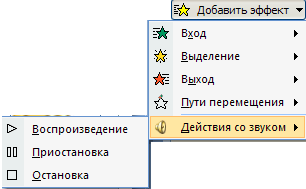 Добавить эффект
Вход
Выделение
Выход
Пути перемещения
Действия со звуком
Воспроизведение
Приостановка
Остановка